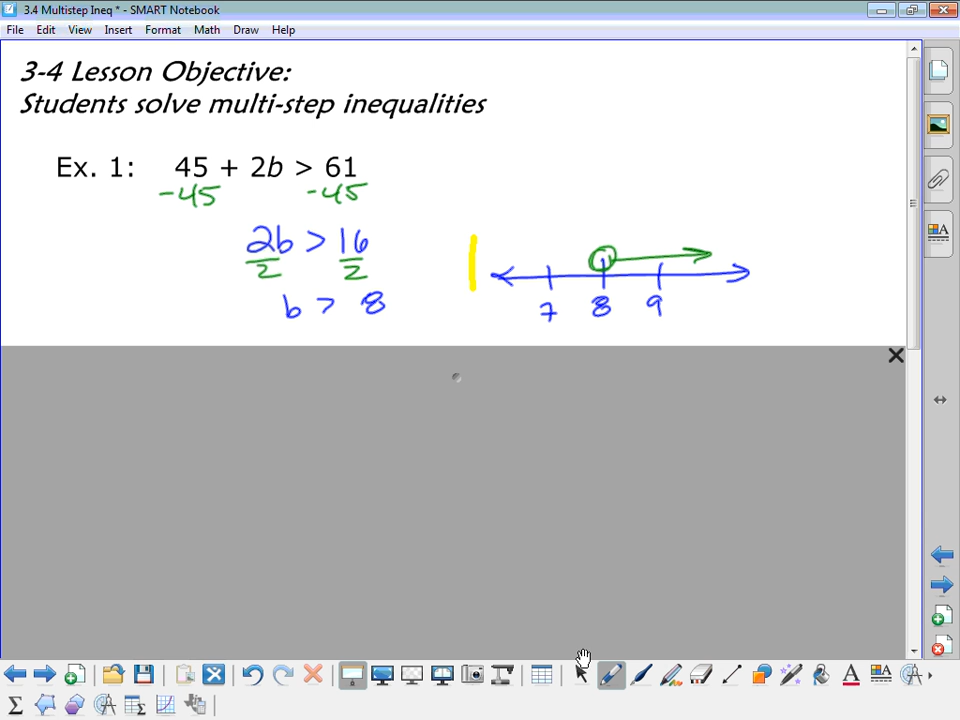 3.4 Multistep Ineq * - SMART Notebook
File Edit View Insert Format Math Draw Help
3-4 Lesson Objective:
Students solve multi-step inequalities
Ex. 1: 45 + 2b > 61
-45 -45
2b > 16
2 2
b > 8
7 8 9